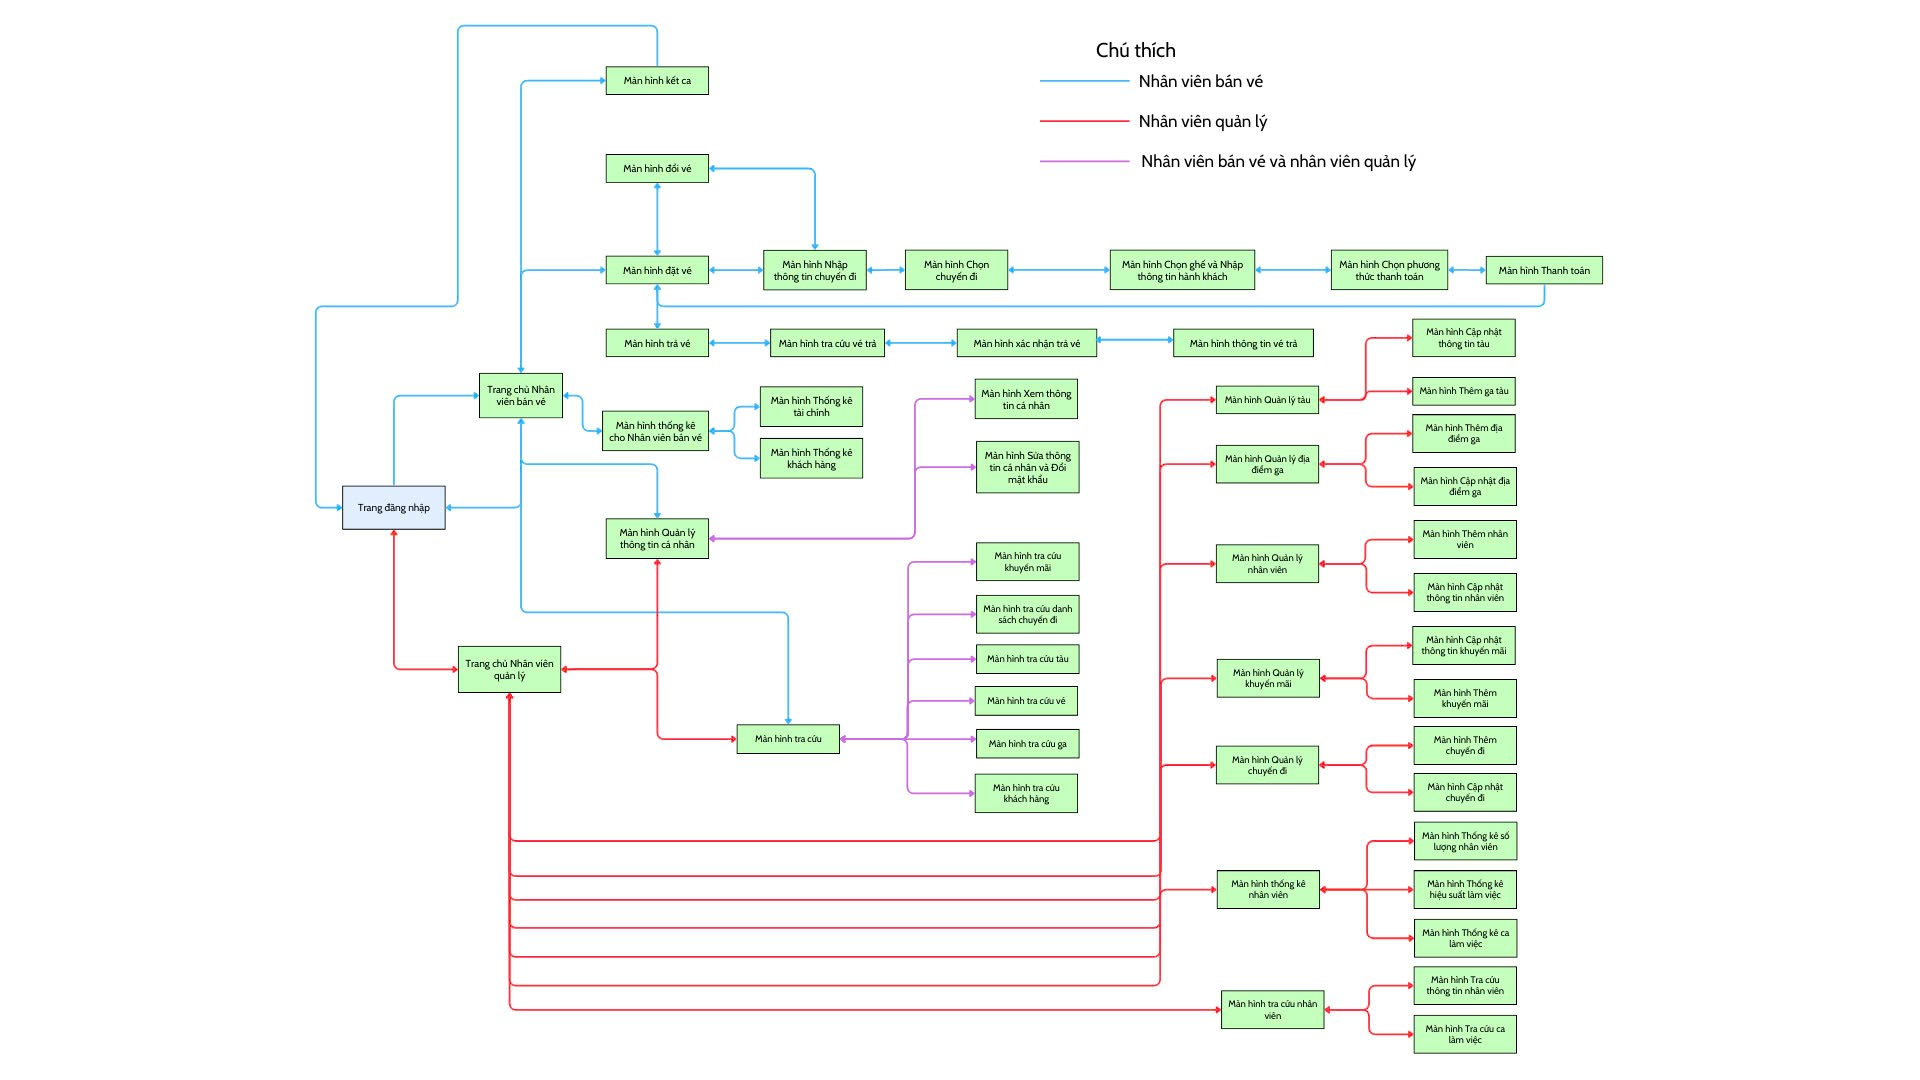 Chú thích
Nhân viên bán vé
Nhân viên quản lý
Nhân viên bán vé và nhân viên quản lý
Màn hình kết ca
Màn hình đổi vé
Màn hình đặt vé
Màn hình Nhập
thông tin chuyến đi
Màn hình Chọn
chuyến đi
Màn hình Chọn ghế và Nhập
thông tin hành khách
Màn hình Chọn phương
thức thanh toán
Màn hình Thanh toán
Màn hình trả vé
Màn hình tra cứu vé trả
Màn hình xác nhận trả vé
Màn hình thông tin vé trả
Trang chủ Nhân
viên bán vé
Màn hình thống kê
cho Nhân viên bán vé
Màn hình Thống kê
tài chính
Màn hình Thống kê
khách hàng
Màn hình Xem thông
tin cá nhân
Màn hình Sửa thông
tin cá nhân và Đổi
mật khẩu
Trang đăng nhập
Màn hình Quản lý
thông tin cá nhân
Màn hình tra cứu
khuyến mãi
Màn hình tra cứu danh
sách chuyến đi
Màn hình tra cứu tàu
Màn hình tra cứu vé
Màn hình tra cứu ga
Màn hình tra cứu
khách hàng
Trang chủ Nhân viên
quản lý
Màn hình tra cứu
Màn hình Quản lý tàu
Màn hình Cập nhật
thông tin tàu
Màn hình Thêm ga tàu
Màn hình Quản lý địa
điểm ga
Màn hình Thêm địa
điểm ga
Màn hình Cập nhật địa
điểm ga
Màn hình Quản lý
nhân viên
Màn hình Thêm nhân
viên
Màn hình Cập nhật
thông tin nhân viên
Màn hình Quản lý
khuyến mãi
Màn hình Cập nhật
thông tin khuyến mãi
Màn hình Thêm
khuyến mãi
Màn hình Quản lý
chuyến đi
Màn hình Thêm
chuyến đi
Màn hình Cập nhật
chuyến đi
Màn hình thống kê
nhân viên
Màn hình Thống kê số
lượng nhân viên
Màn hình Thống kê
hiệu suất làm việc
Màn hình Thống kê ca
làm việc
Màn hình tra cứu nhân
viên
Màn hình Tra cứu
thông tin nhân viên
Màn hình Tra cứu ca
làm việc